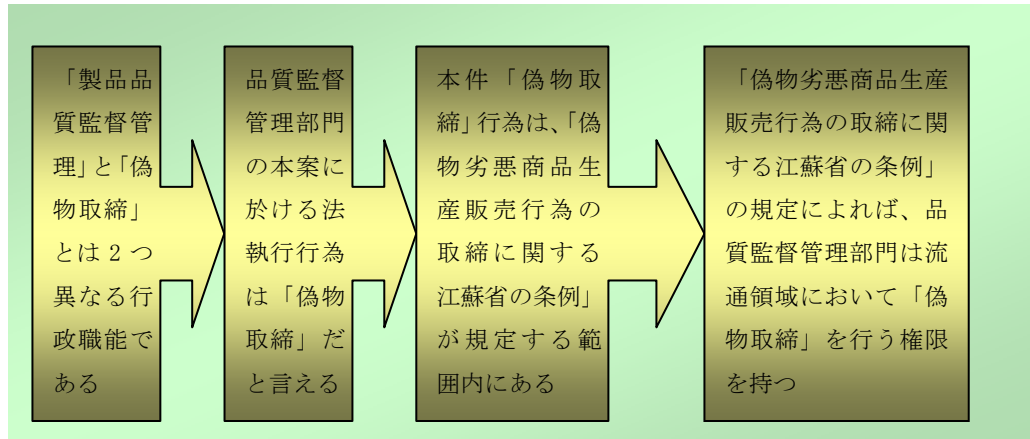 「製品品
質監督管
理」と「偽
物取締」
とは２つ
異なる行
政職能で
ある
品質監督
管理部門
の本案に
於ける法
執行行為
は「偽物
取締」だ
と言える
本件「偽物取
締」行為は、「偽
物劣悪商品生
産販売行為の
取締に関する
江蘇省の条例」
が規定する範
囲内にある
「偽物劣悪商品生産
販売行為の取締に関
する江蘇省の条例」
の規定によれば、品
質監督管理部門は流
通領域において「偽
物取締」を行う権限
を持つ